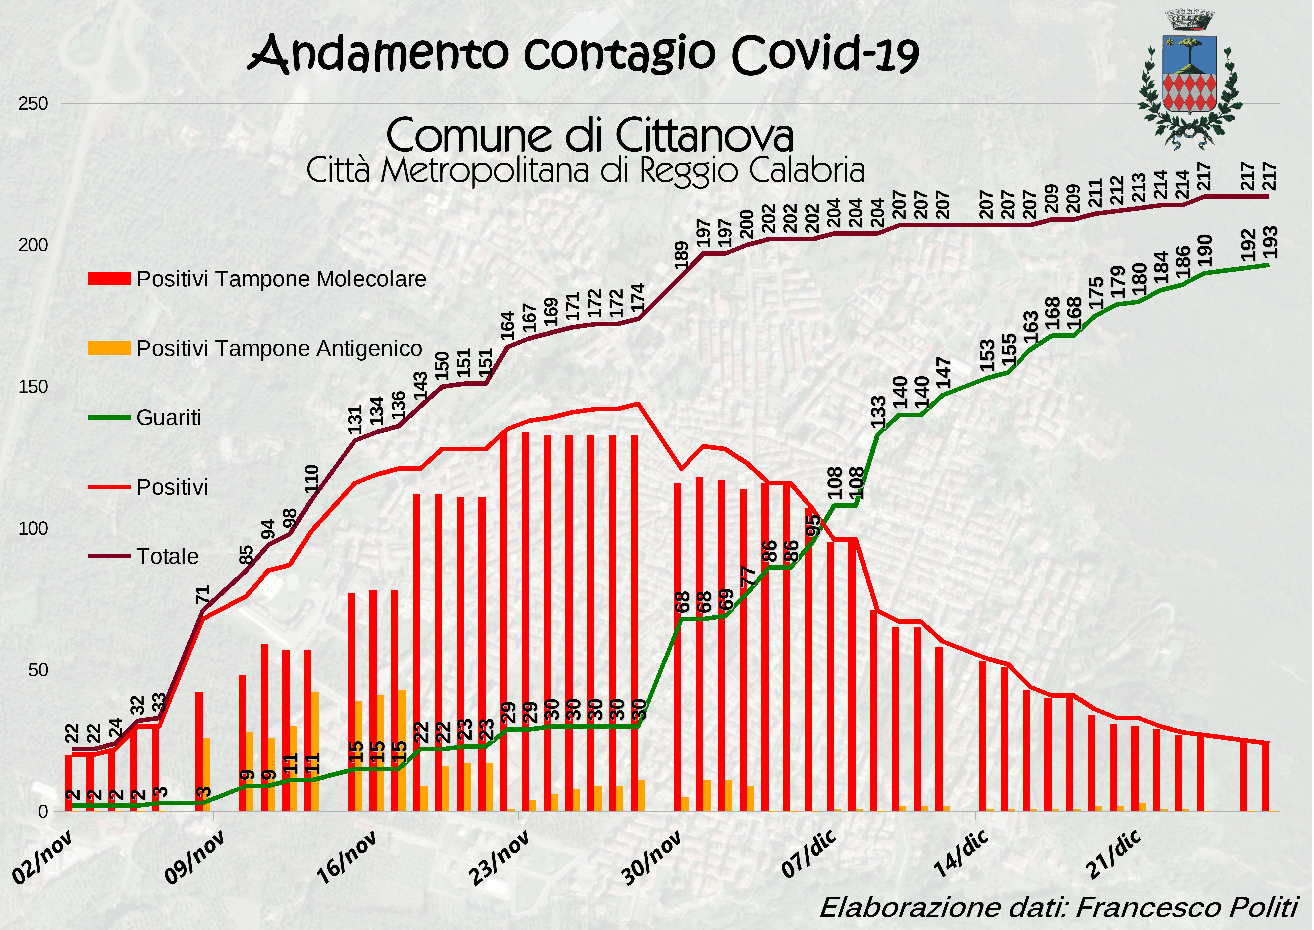 Andamento contagio Covid-19
250
Comune di Cittanova
Città Metropolitana di Reggio Calabria
200
150
100
50
0
Positivi Tampone Molecolare
Positivi Tampone Antigenico
Guariti
Positivi
Totale
22 22 24 32 33 71 85 94 98 110 131 134 136 143 150 151 151 164 167 169 171 172 172 174 189 197 197 200 202 202 202 204 204 204 207 207 207 207 207 207 209 209 211 212 213 214 214 217 217 217
2 2 2 2 3 3 9 9 11 11 15 15 15 22 22 23 23 29 29 30 30 30 30 30 68 68 69 77 86 86 95 108 108 133 140 140 147 153 155 163 168 168 175 179 180 184 186 190 192 193
02/nov 09/nov 16/nov 23/nov 30/nov 07/dic 14/dic 21/dic
Elaborazione dati: Francesco Politi